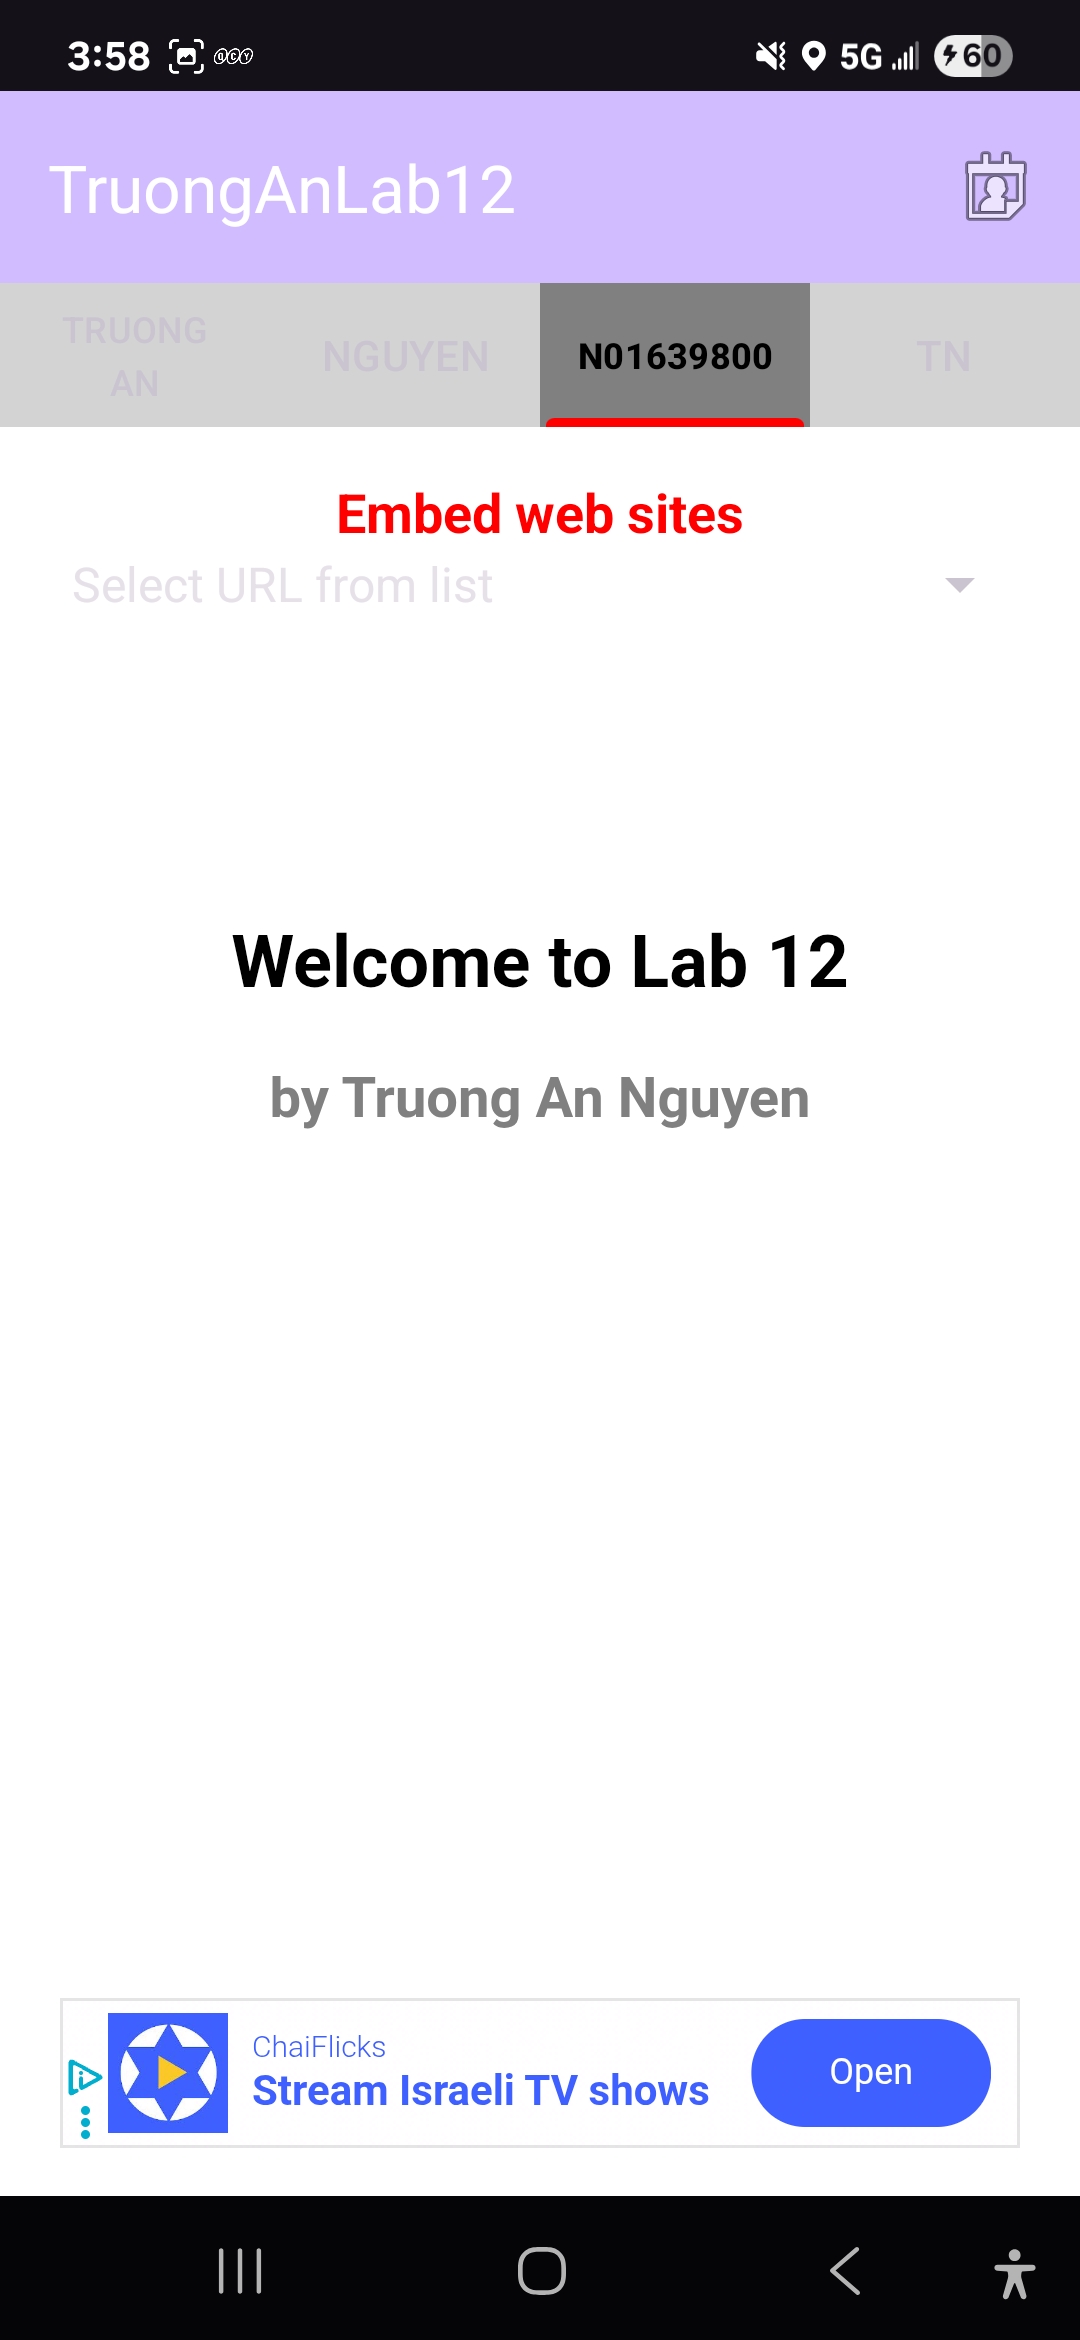 3:58 QCY 5G 60
TruongAnLab12
TRUONG
AN
NGUYEN
N01639800
TN
Embed web sites
Select URL from list
Welcome to Lab 12
by Truong An Nguyen
ChaiFlicks
Stream Israeli TV shows
Open